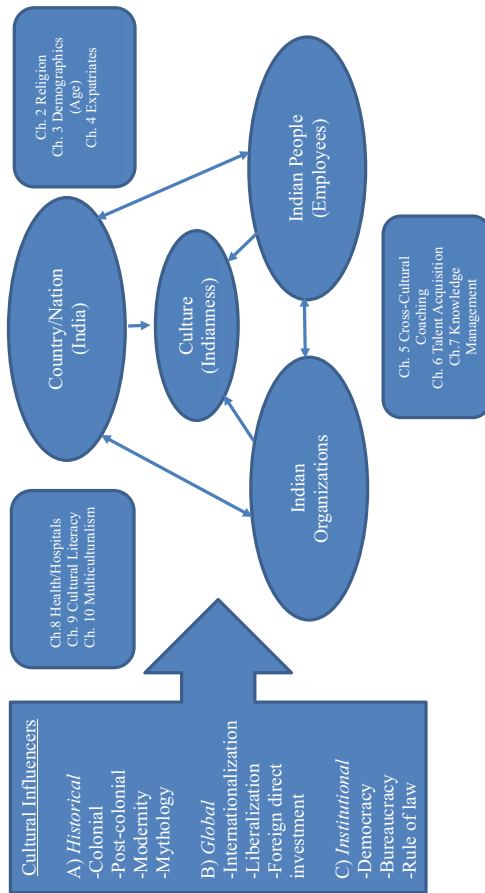 Cultural Influencers
A) Historical
-Colonial
-Post-colonial
-Modernity
-Mythology
B) Global
-Internationalization
-Liberalization
-Foreign direct
investment
C) Institutional
-Democracy
-Bureaucracy
-Rule of law
Ch.8 Health/Hospitals
Ch. 9 Cultural Literacy
Ch. 10 Multiculturalism
Country/Nation
(India)
Ch. 2 Religion
Ch. 3 Demographics
(Age)
Ch. 4 Expatriates
Culture
(Indianness)
Indian
Organizations
Indian People
(Employees)
Ch. 5 Cross-Cultural
Coaching
Ch. 6 Talent Acquisition
Ch.7 Knowledge
Management